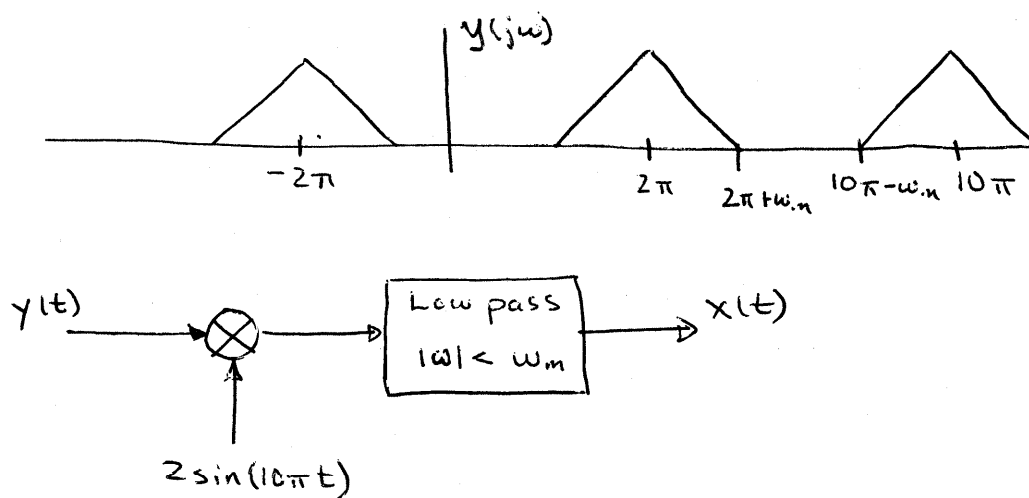 y(jω)
-2π
2π
2π+ωm
10π-ωm
10π
y(t)
Low pass
|ω| < ωm
x(t)
2sin(10πt)